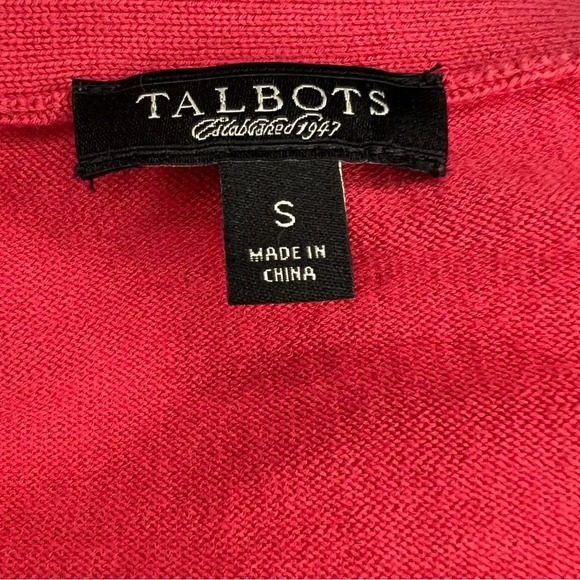 TALBOTS
Established 1947
S
MADE IN
CHINA